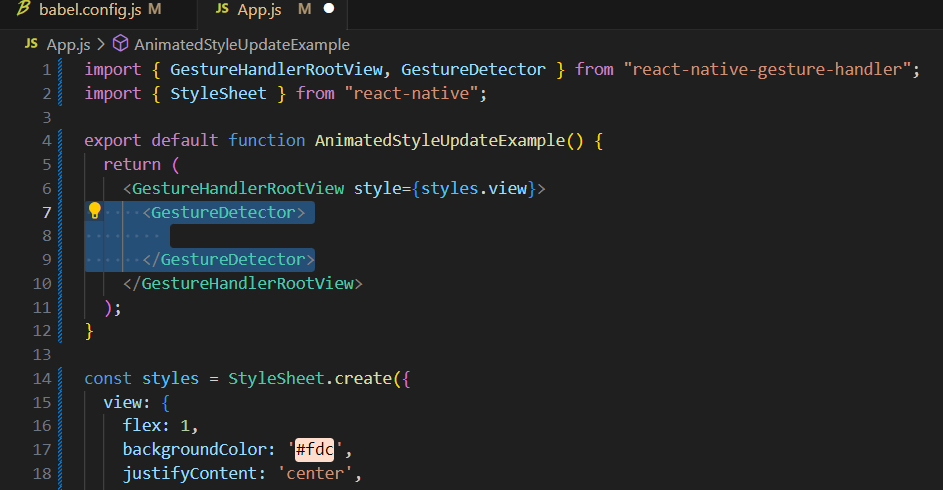 babel.config.js M JS App.js M
JS App.js > AnimatedStyleUpdateExample
1 import { GestureHandlerRootView, GestureDetector } from "react-native-gesture-handler";
2 import { StyleSheet } from "react-native";
3
4 export default function AnimatedStyleUpdateExample() {
5 return (
6 <GestureHandlerRootView style={styles.view}>
7 <GestureDetector>
8
9 </GestureDetector>
10 </GestureHandlerRootView>
11 );
12 }
13
14 const styles = StyleSheet.create({
15 view: {
16 flex: 1,
17 backgroundColor: '#fdc',
18 justifyContent: 'center',